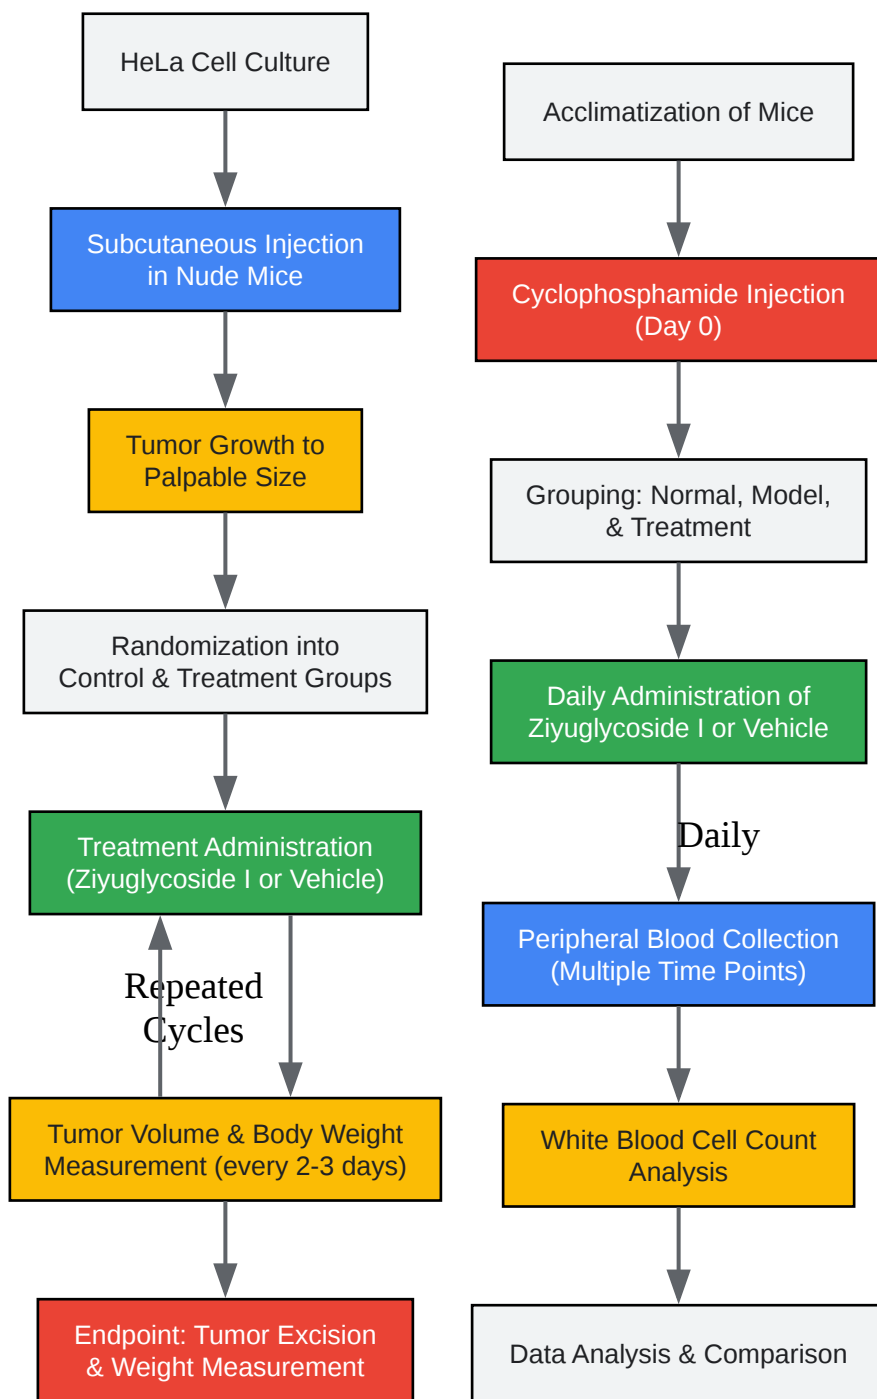 HeLa Cell Culture
Subcutaneous Injection
in Nude Mice
Tumor Growth to
Palpable Size
Randomization into
Control & Treatment Groups
Treatment Administration
(Ziyuglycoside I or Vehicle)
Repeated
Cycles
Tumor Volume & Body Weight
Measurement (every 2-3 days)
Endpoint: Tumor Excision
& Weight Measurement
Acclimatization of Mice
Cyclophosphamide Injection
(Day 0)
Grouping: Normal, Model,
& Treatment
Daily Administration of
Ziyuglycoside I or Vehicle
Daily
Peripheral Blood Collection
(Multiple Time Points)
White Blood Cell Count
Analysis
Data Analysis & Comparison